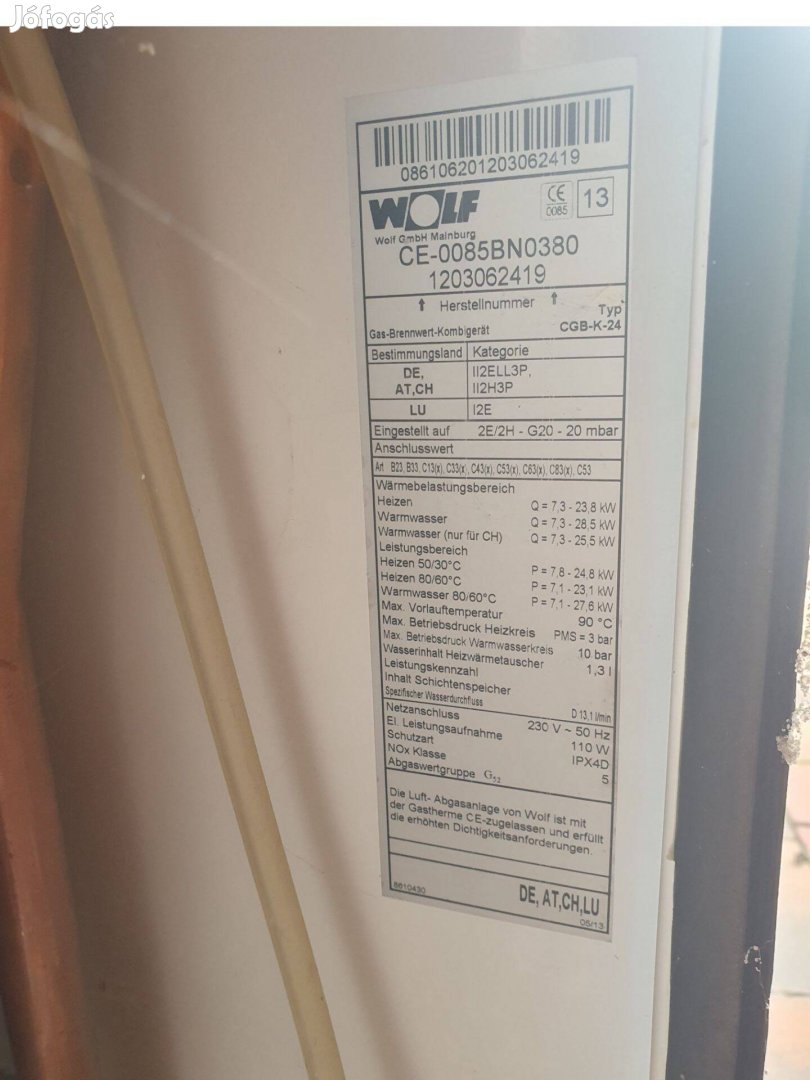 Jófogás
086106201203062419
WOLF
CE 0085
13
Wolf GmbH Mainburg
CE-0085BN0380
1203062419
↑ Herstellnummer ↑
Typ
Gas-Brennwert-Kombigerät CGB-K-24
Bestimmungsland Kategorie
DE, II2ELL3P,
AT,CH II2H3P
LU I2E
Eingestellt auf 2E/2H - G20 - 20 mbar
Anschlusswert
Art B23, B33, C13(x), C33(x), C43(x), C53(x), C63(x), C83(x), C53
Wärmebelastungsbereich
Heizen Q = 7,3 - 23,8 kW
Warmwasser Q = 7,3 - 28,5 kW
Warmwasser (nur für CH) Q = 7,3 - 25,5 kW
Leistungsbereich
Heizen 50/30°C P = 7,8 - 24,8 kW
Heizen 80/60°C P = 7,1 - 23,1 kW
Warmwasser 80/60°C P = 7,1 - 27,6 kW
Max. Vorlauftemperatur 90 °C
Max. Betriebsdruck Heizkreis PMS = 3 bar
Max. Betriebsdruck Warmwasserkreis 10 bar
Wasserinhalt Heizwärmetauscher 1,3 l
Leistungskennzahl
Inhalt Schichtenspeicher
Spezifischer Wasserdurchfluss D 13,1 l/min
Netzanschluss 230 V ~ 50 Hz
El. Leistungsaufnahme 110 W
Schutzart IPX4D
NOx Klasse 5
Abgaswertgruppe G52
Die Luft- Abgasanlage von Wolf ist mit
der Gastherme CE-zugelassen und erfüllt
die erhöhten Dichtigkeitsanforderungen.
8610430
DE, AT,CH,LU
05/13